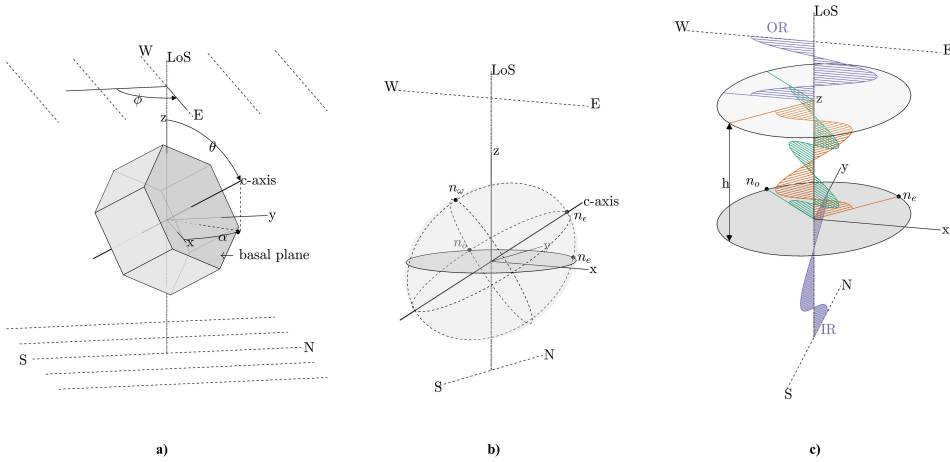 W
LoS
ϕ
E
z
θ
c-axis
y
x
α
basal plane
S
N
a)
LoS
W
E
z
n_ω
c-axis
n_ϵ
n_o
y
n_e
x
N
S
b)
LoS
W
OR
E
z
y
n_o
h
n_e
x
N
IR
S
c)